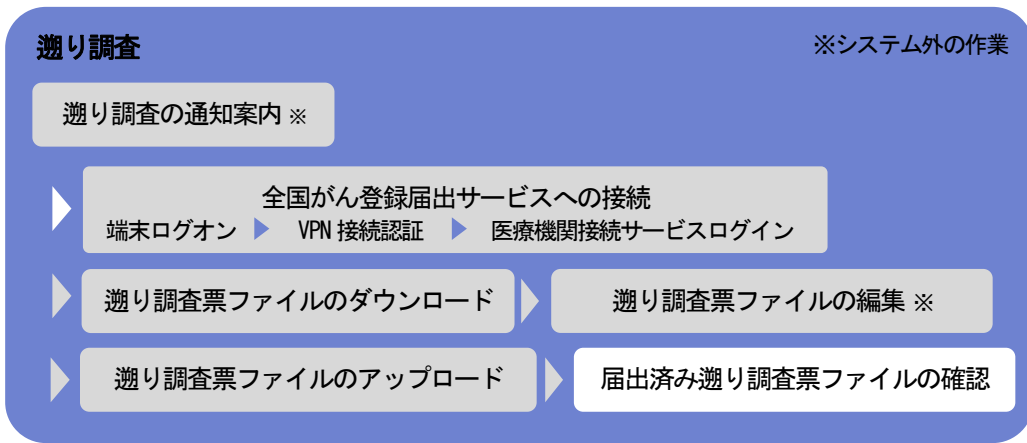 遡り調査
※システム外の作業
遡り調査の通知案内 ※
全国がん登録届出サービスへの接続
端末ログオン VPN 接続認証 医療機関接続サービスログイン
遡り調査票ファイルのダウンロード 遡り調査票ファイルの編集 ※
遡り調査票ファイルのアップロード 届出済み遡り調査票ファイルの確認